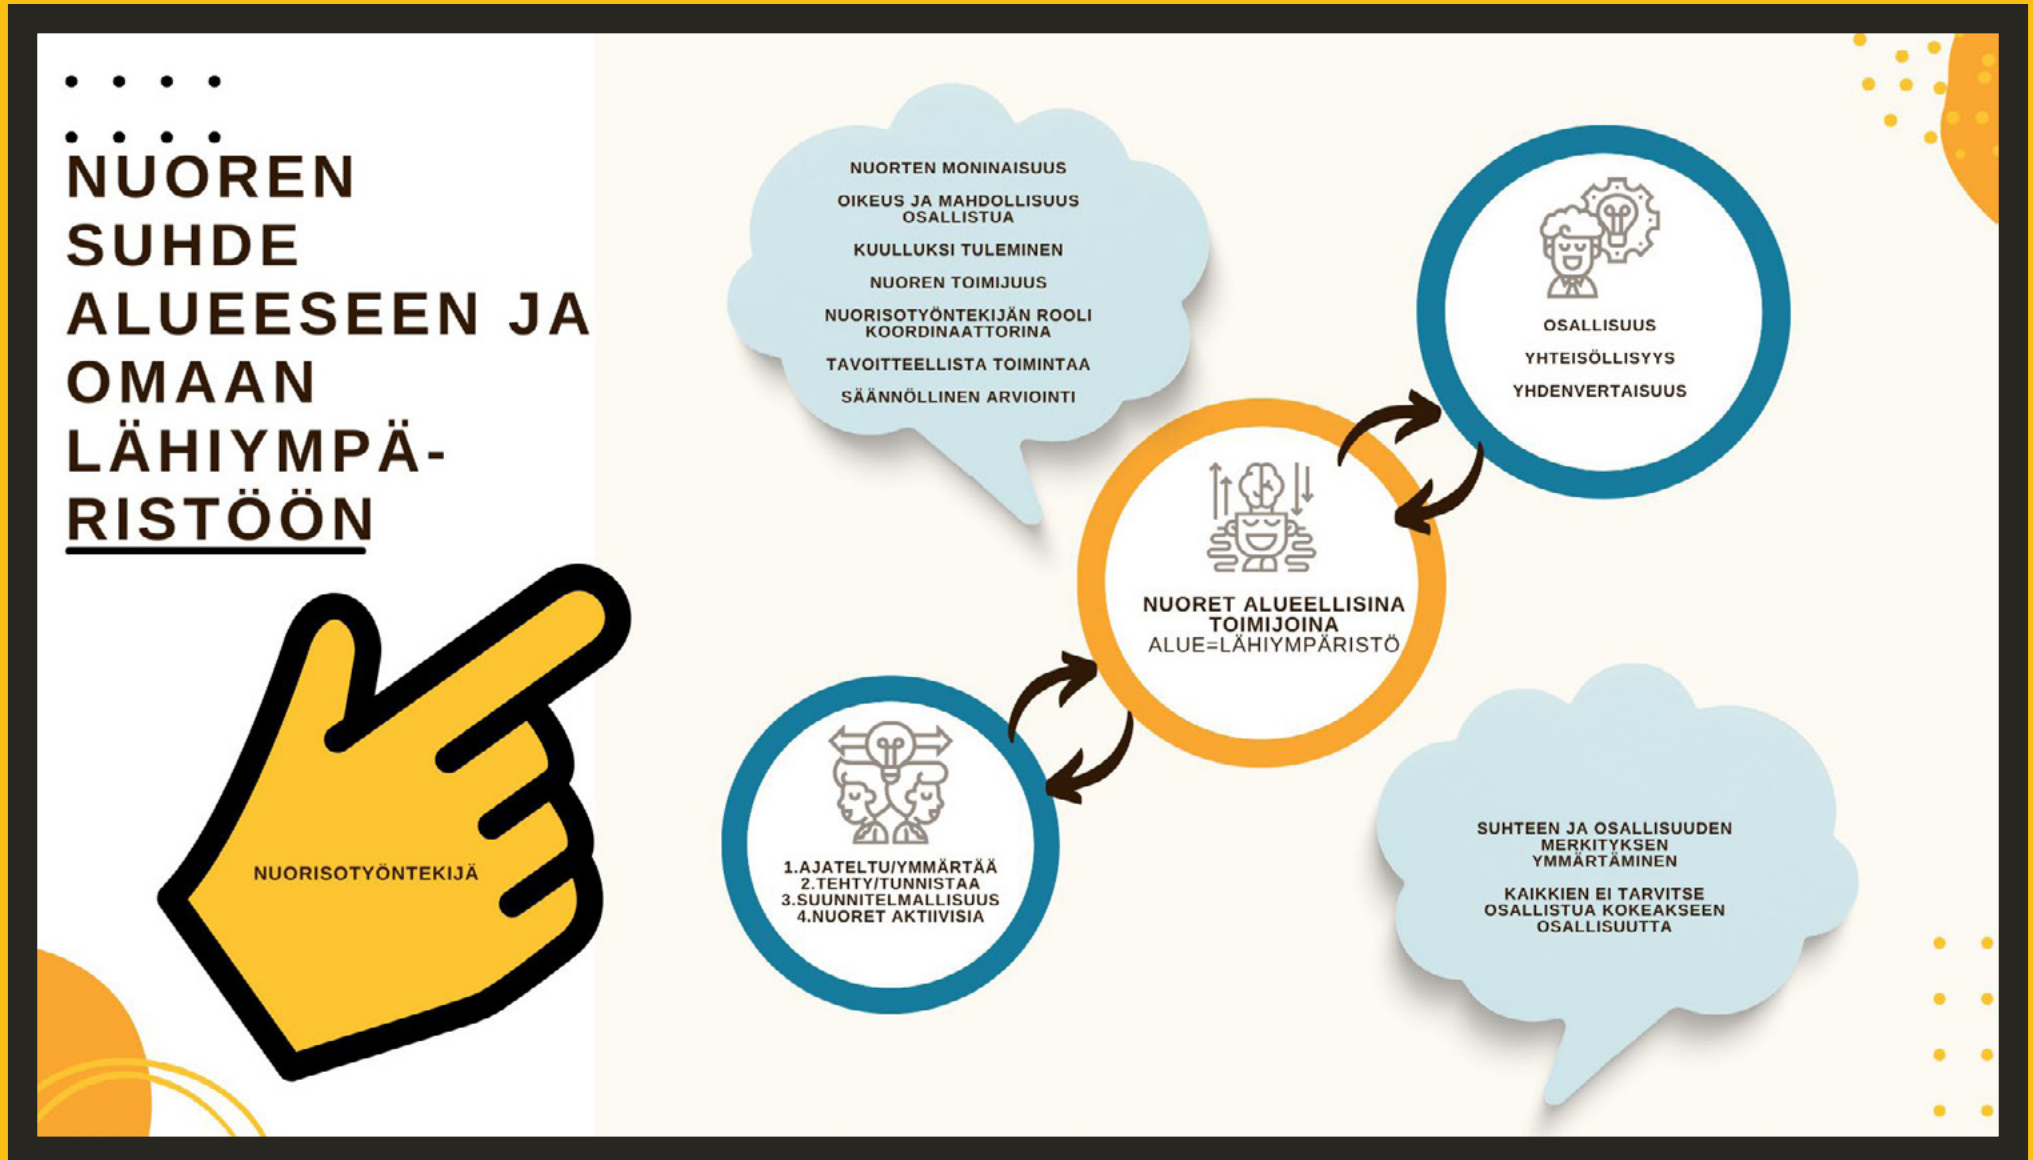 NUOREN
SUHDE
ALUEESEEN JA
OMAAN
LÄHIYMPÄ-
RISTÖÖN
NUORISOTYÖNTEKIJÄ
NUORTEN MONINAISUUS
OIKEUS JA MAHDOLLISUUS
OSALLISTUA
KUULLUKSI TULEMINEN
NUOREN TOIMIJUUS
NUORISOTYÖNTEKIJÄN ROOLI
KOORDINAATTORINA
TAVOITTEELLISTA TOIMINTAA
SÄÄNNÖLLINEN ARVIOINTI
OSALLISUUS
YHTEISÖLLISYYS
YHDENVERTAISUUS
NUORET ALUEELLISINA
TOIMIJOINA
ALUE=LÄHIYMPÄRISTÖ
1.AJATELTU/YMMÄRTÄÄ
2.TEHTY/TUNNISTAA
3.SUUNNITELMALLISUUS
4.NUORET AKTIIVISIA
SUHTEEN JA OSALLISUUDEN
MERKITYKSEN
YMMÄRTÄMINEN
KAIKKIEN EI TARVITSE
OSALLISTUA KOKEAKSEEN
OSALLISUUTTA